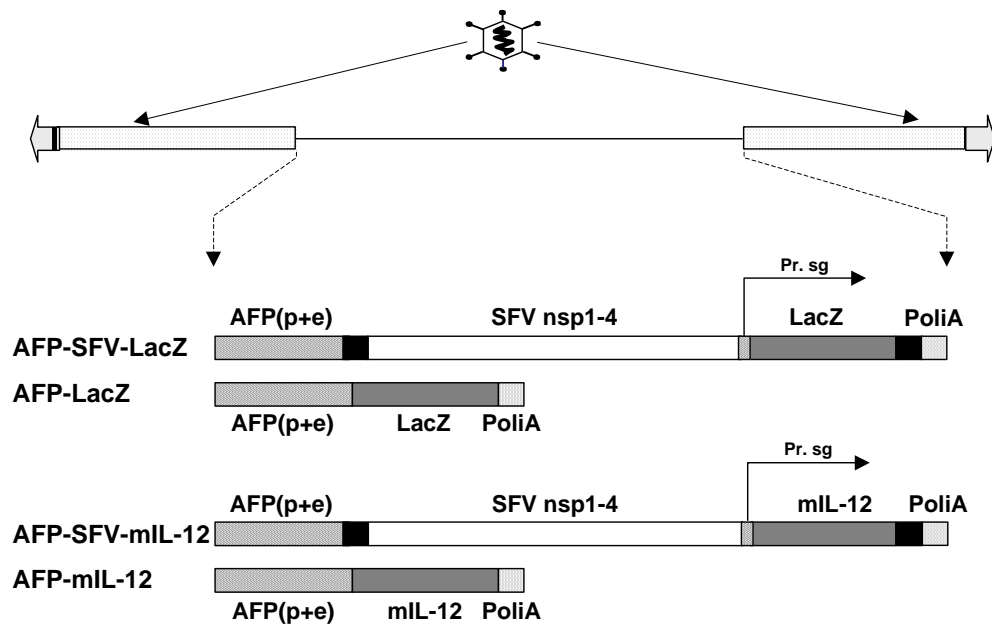 Pr. sg
AFP(p+e) SFV nsp1-4 LacZ PoliA
AFP-SFV-LacZ
AFP-LacZ
AFP(p+e) LacZ PoliA
Pr. sg
AFP(p+e) SFV nsp1-4 mIL-12 PoliA
AFP-SFV-mIL-12
AFP-mIL-12
AFP(p+e) mIL-12 PoliA